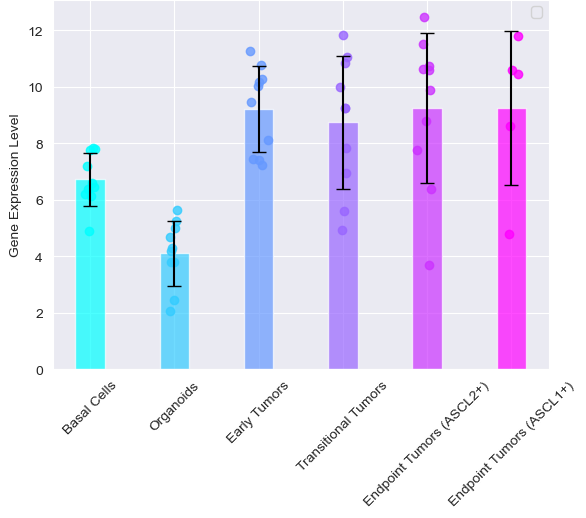 Gene Expression Level
12
10
8
6
4
2
0
Basal Cells
Organoids
Early Tumors
Transitional Tumors
Endpoint Tumors (ASCL2+)
Endpoint Tumors (ASCL1+)